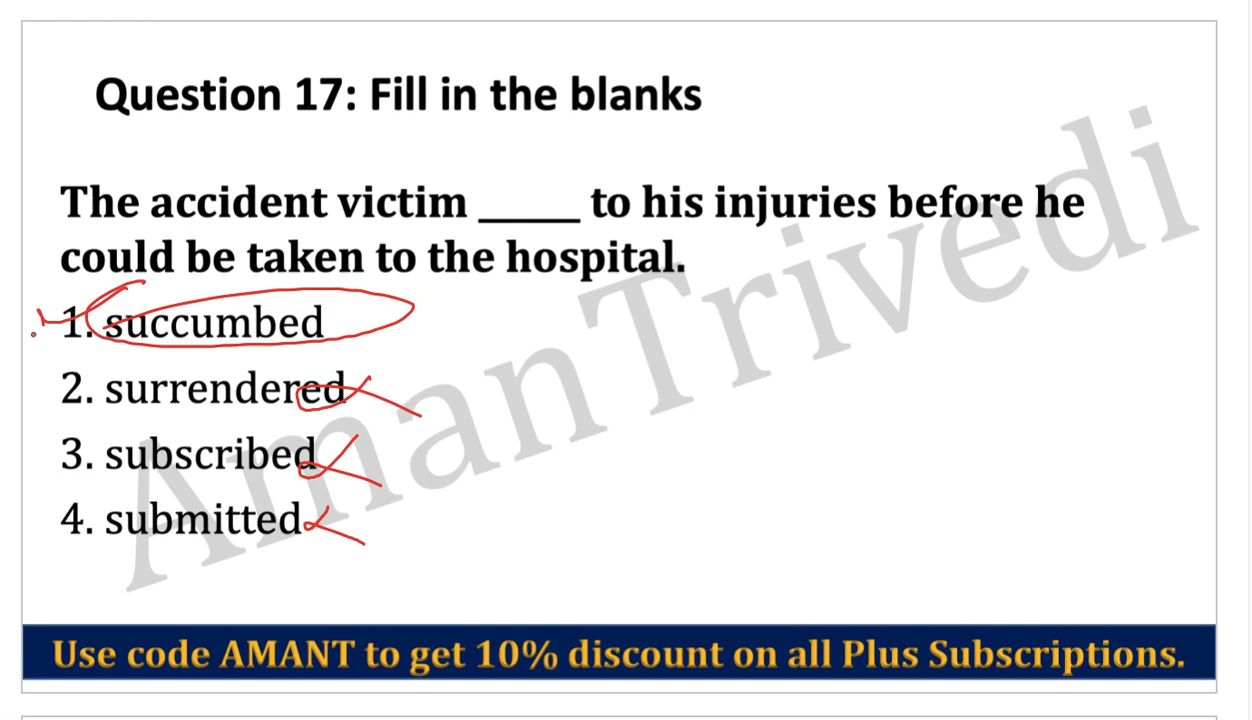 Question 17: Fill in the blanks
The accident victim _____ to his injuries before he
could be taken to the hospital.
1. succumbed
2. surrendered
3. subscribed
4. submitted
AmanTrivedi
Use code AMANT to get 10% discount on all Plus Subscriptions.